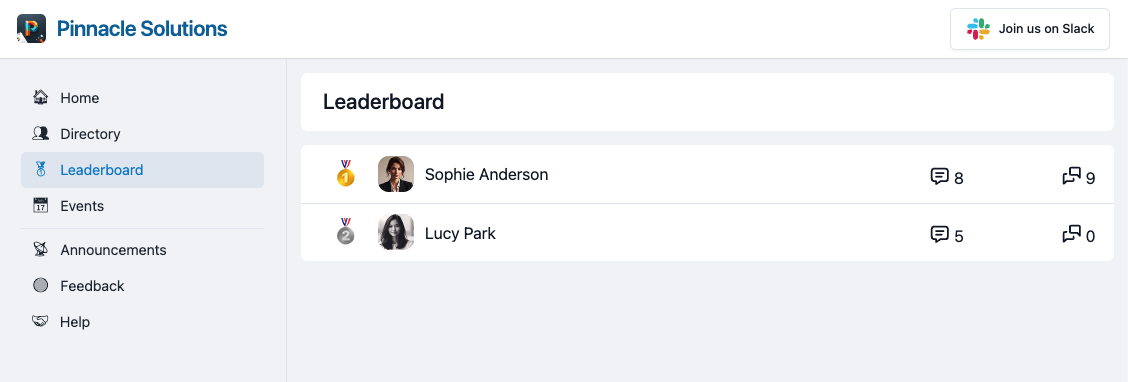 Pinnacle Solutions
Join us on Slack
Home
Directory
Leaderboard
Events
Announcements
Feedback
Help
Leaderboard
1 Sophie Anderson 8 9
2 Lucy Park 5 0